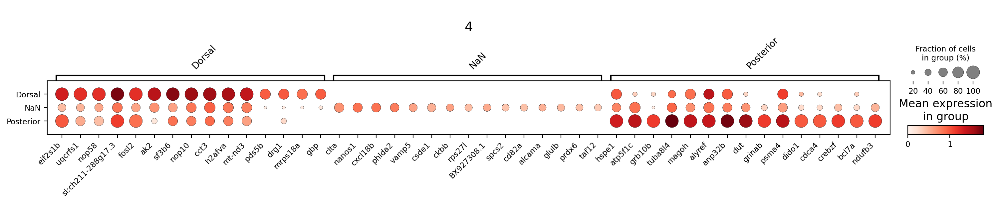 4
Dorsal
NaN
Posterior
Fraction of cells
in group (%)
20 40 60 80 100
Mean expression
in group
0 1
Dorsal
NaN
Posterior
eif2s1b
uqcrfs1
nop58
si:ch211-288g17.3
fosl2
ak2
sf3b6
nop10
cct3
h2afva
mt-nd3
pds5b
drg1
mrps18a
gbp
clta
nanos1
cxcl18b
phlda2
vamp5
csde1
ckbb
rps27l
BX927308.1
spcs2
cd82a
alcama
glulb
prdx6
taf12
hspe1
atp5f1c
grb10b
tuba8l4
magoh
alyref
anp32b
dut
grinab
psma4
dido1
cdca4
crebzf
bcl7a
ndufb3